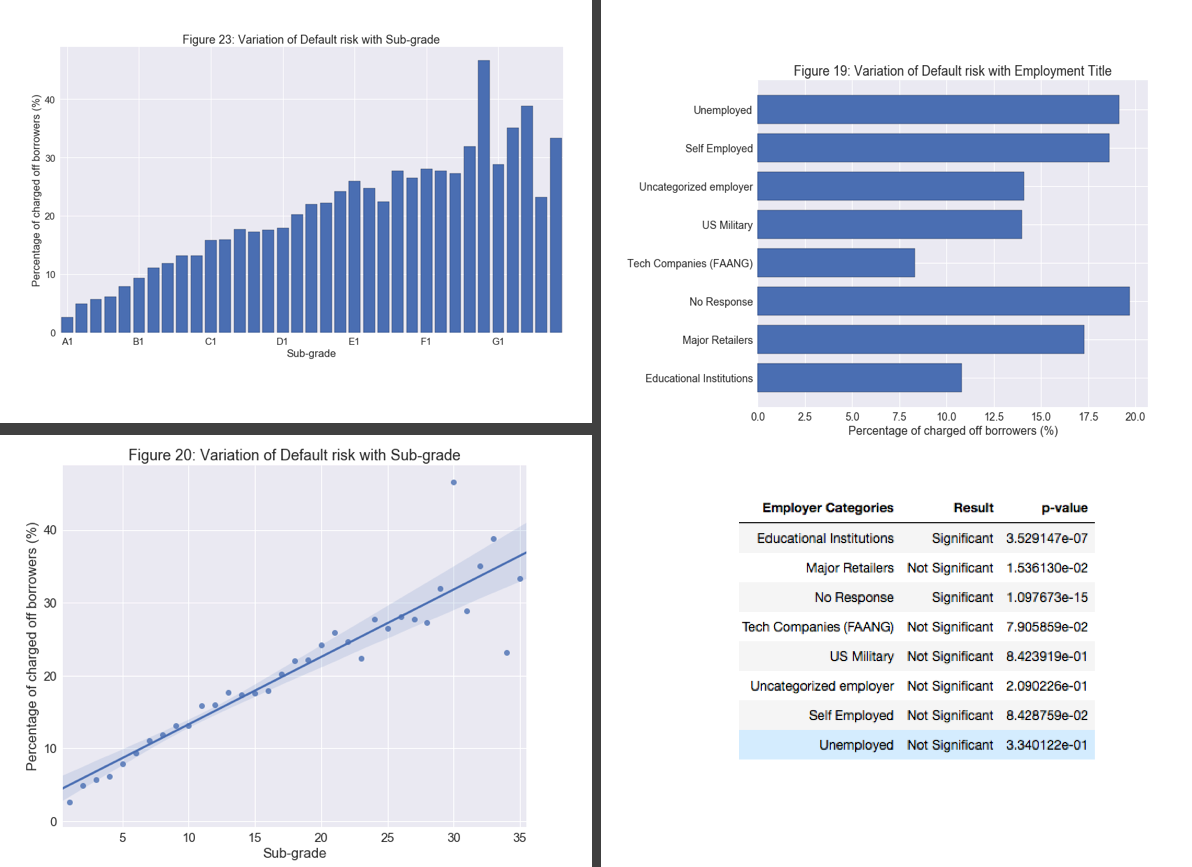 Figure 23: Variation of Default risk with Sub-grade
Percentage of charged off borrowers (%)
40
30
20
10
0
A1 B1 C1 D1 E1 F1 G1
Sub-grade
Figure 20: Variation of Default risk with Sub-grade
Percentage of charged off borrowers (%)
40
30
20
10
0
5 10 15 20 25 30 35
Sub-grade
Figure 19: Variation of Default risk with Employment Title
Unemployed
Self Employed
Uncategorized employer
US Military
Tech Companies (FAANG)
No Response
Major Retailers
Educational Institutions
0.0 2.5 5.0 7.5 10.0 12.5 15.0 17.5 20.0
Percentage of charged off borrowers (%)
Employer Categories Result p-value
Educational Institutions Significant 3.529147e-07
Major Retailers Not Significant 1.536130e-02
No Response Significant 1.097673e-15
Tech Companies (FAANG) Not Significant 7.905859e-02
US Military Not Significant 8.423919e-01
Uncategorized employer Not Significant 2.090226e-01
Self Employed Not Significant 8.428759e-02
Unemployed Not Significant 3.340122e-01